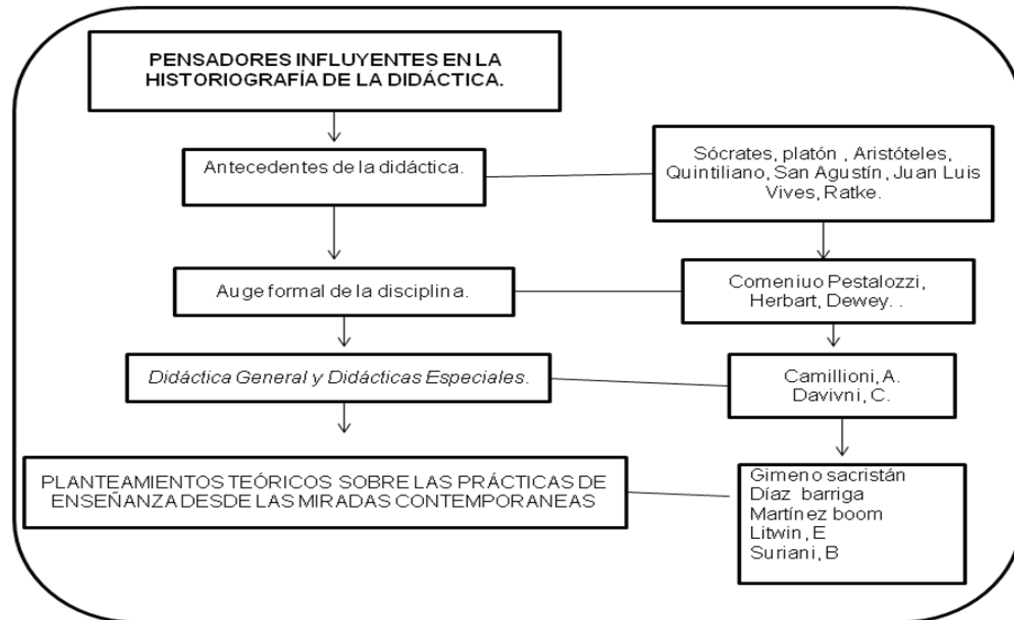 PENSADORES INFLUYENTES EN LA
HISTORIOGRAFÍA DE LA DIDÁCTICA.
Antecedentes de la didáctica.
Sócrates, platón , Aristóteles,
Quintiliano, San Agustín, Juan Luis
Vives, Ratke.
Auge formal de la disciplina.
Comeniuo Pestalozzi,
Herbart, Dewey. .
Didáctica General y Didácticas Especiales.
Camillioni, A.
Davivni, C.
PLANTEAMIENTOS TEÓRICOS SOBRE LAS PRÁCTICAS DE
ENSEÑANZA DESDE LAS MIRADAS CONTEMPORANEAS
Gimeno sacristán
Díaz barriga
Martínez boom
Litwin, E
Suriani, B